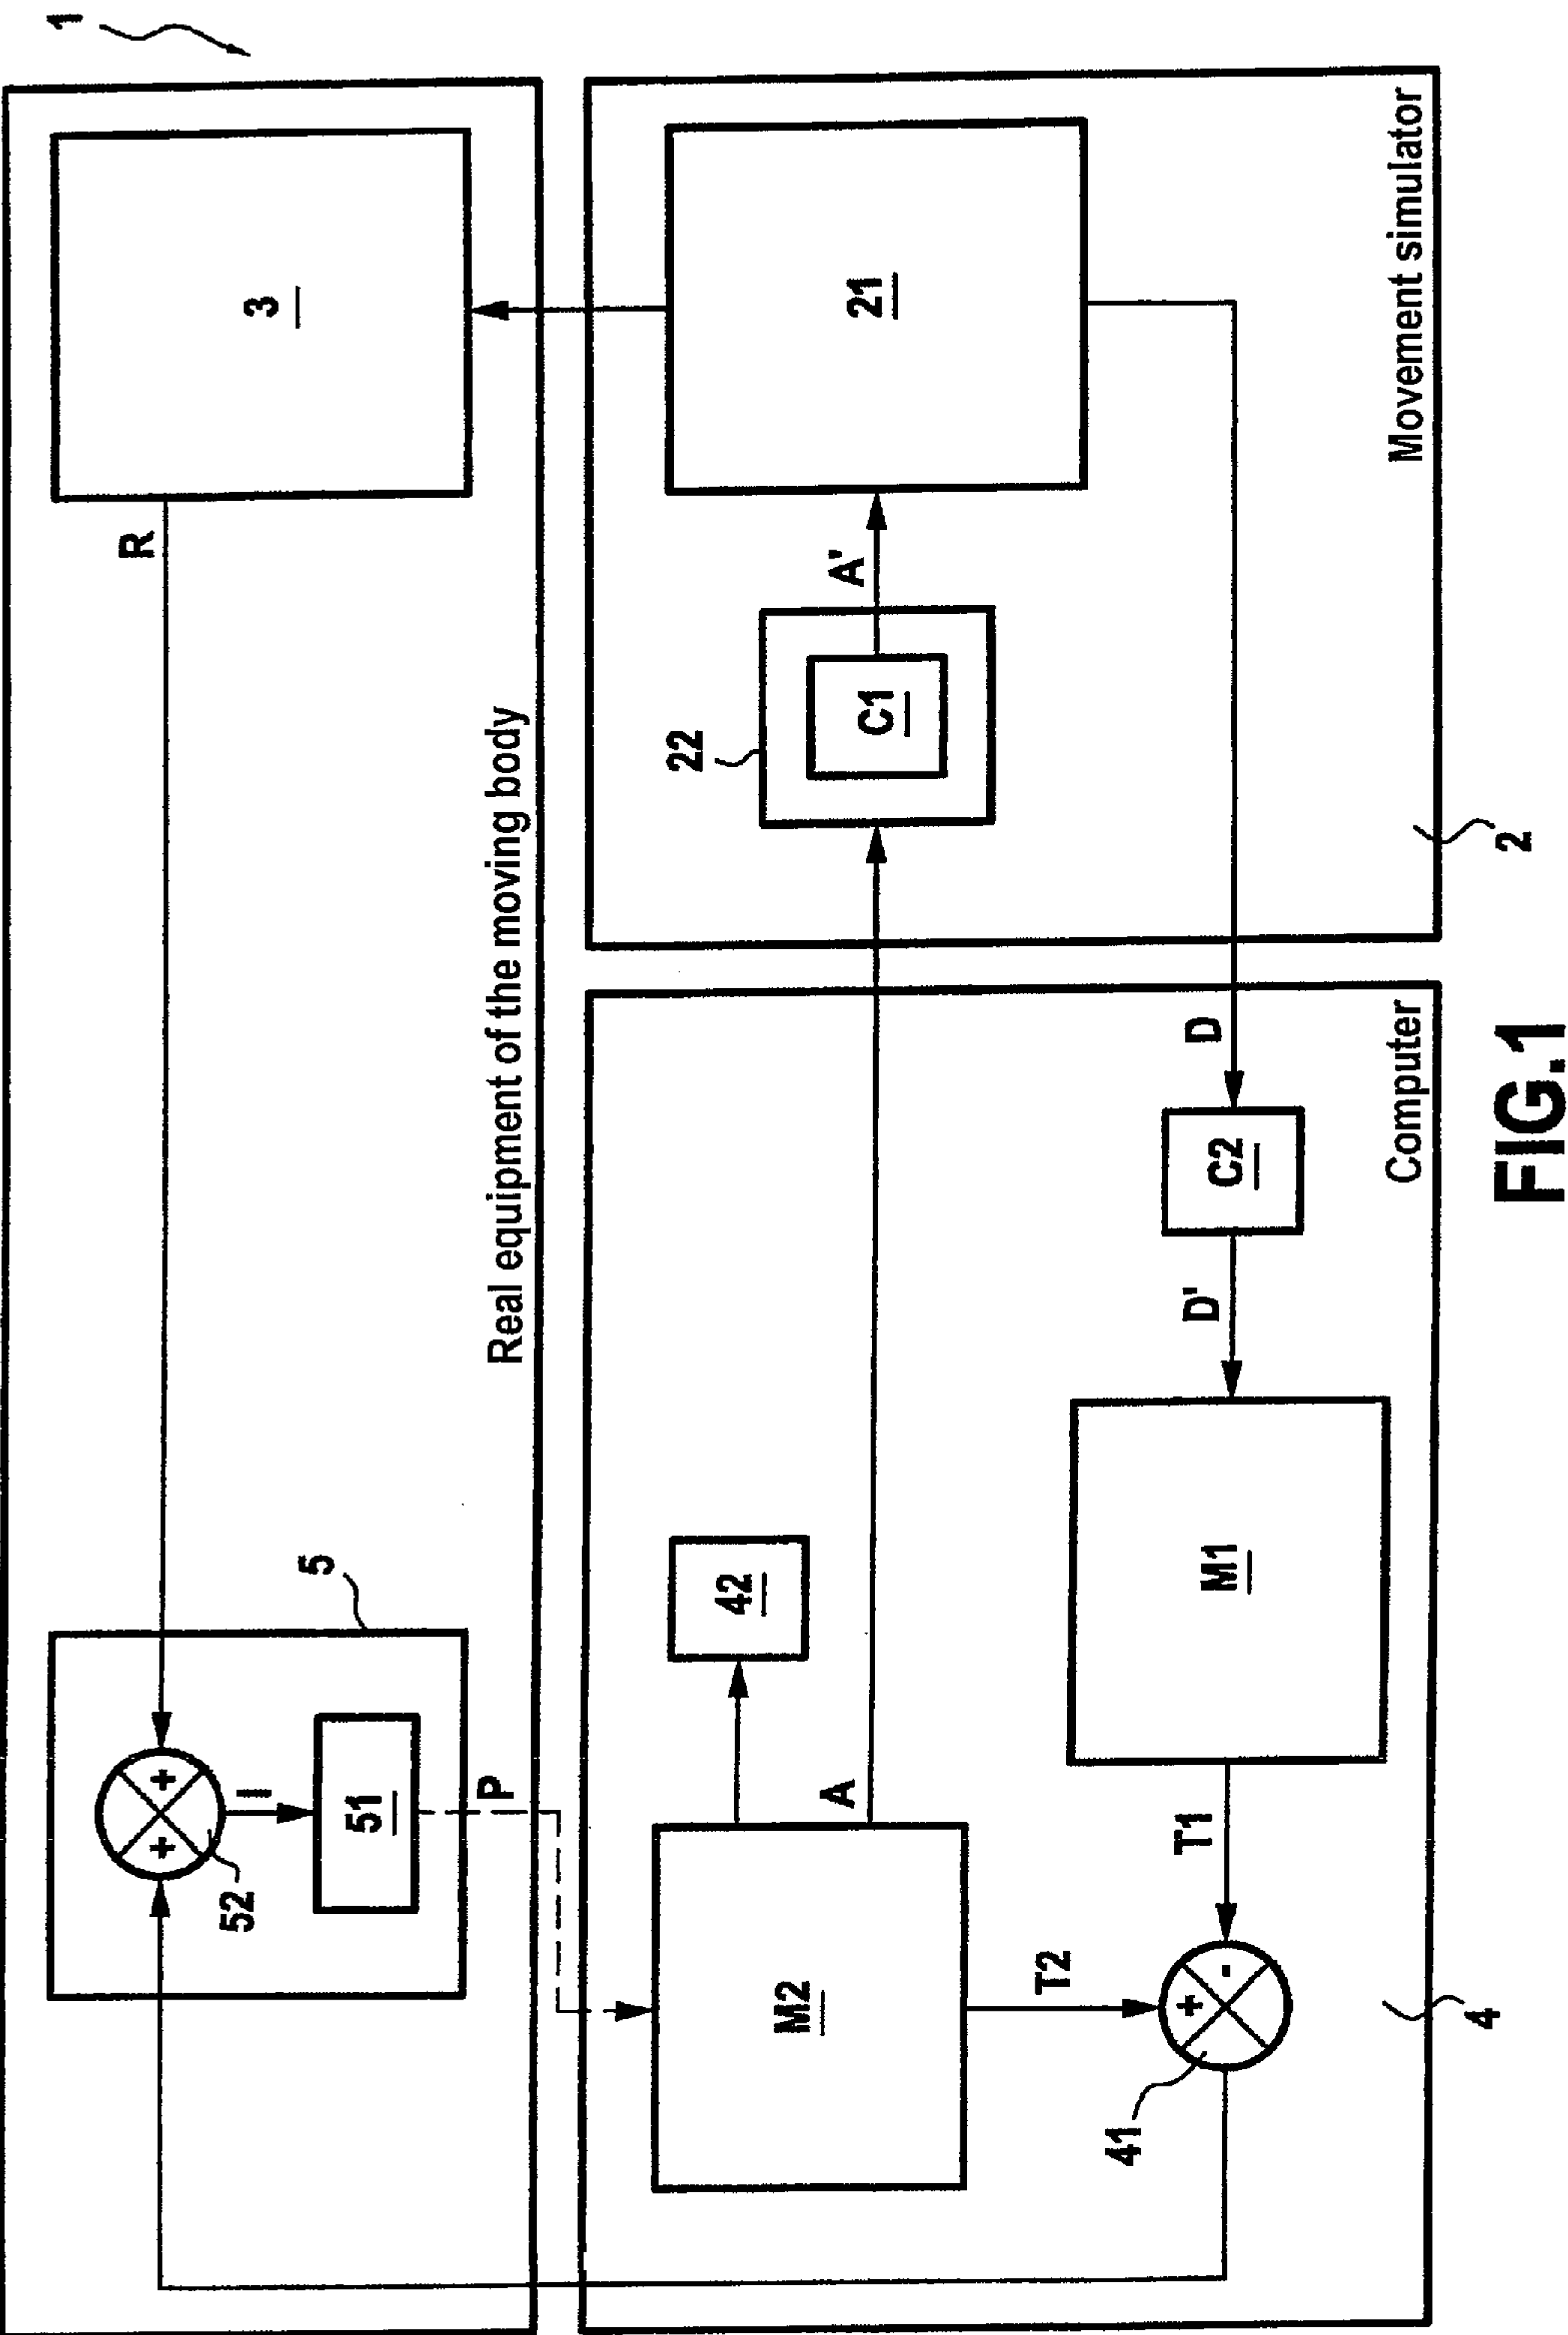 1
3
R
5
52
I
51
P
Real equipment of the moving body
21
A'
22
C1
Movement simulator
2
M2
42
A
T2
41
T1
M1
D'
C2
D
Computer
4
+
+
+
-
FIG.1